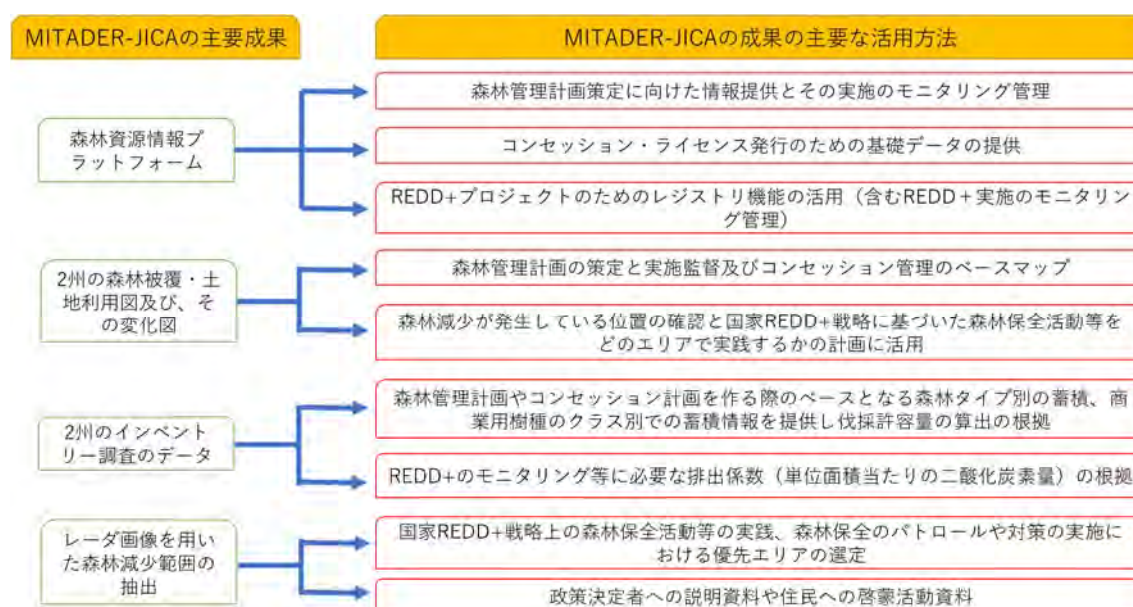 MITADER-JICAの主要成果
MITADER-JICAの成果の主要な活用方法
森林資源情報プ
ラットフォーム
森林管理計画策定に向けた情報提供とその実施のモニタリング管理
コンセッション・ライセンス発行のための基礎データの提供
REDD+プロジェクトのためのレジストリ機能の活用（含むREDD＋実施のモニタリン
グ管理）
2州の森林被覆・土
地利用図及び、そ
の変化図
森林管理計画の策定と実施監督及びコンセッション管理のベースマップ
森林減少が発生している位置の確認と国家REDD+戦略に基づいた森林保全活動等を
どのエリアで実践するかの計画に活用
2州のインベント
リー調査のデータ
森林管理計画やコンセッション計画を作る際のベースとなる森林タイプ別の蓄積、商
業用樹種のクラス別での蓄積情報を提供し伐採許容量の算出の根拠
REDD+のモニタリング等に必要な排出係数（単位面積当たりの二酸化炭素量）の根拠
レーダ画像を用い
た森林減少範囲の
抽出
国家REDD+戦略上の森林保全活動等の実践、森林保全のパトロールや対策の実施に
おける優先エリアの選定
政策決定者への説明資料や住民への啓蒙活動資料